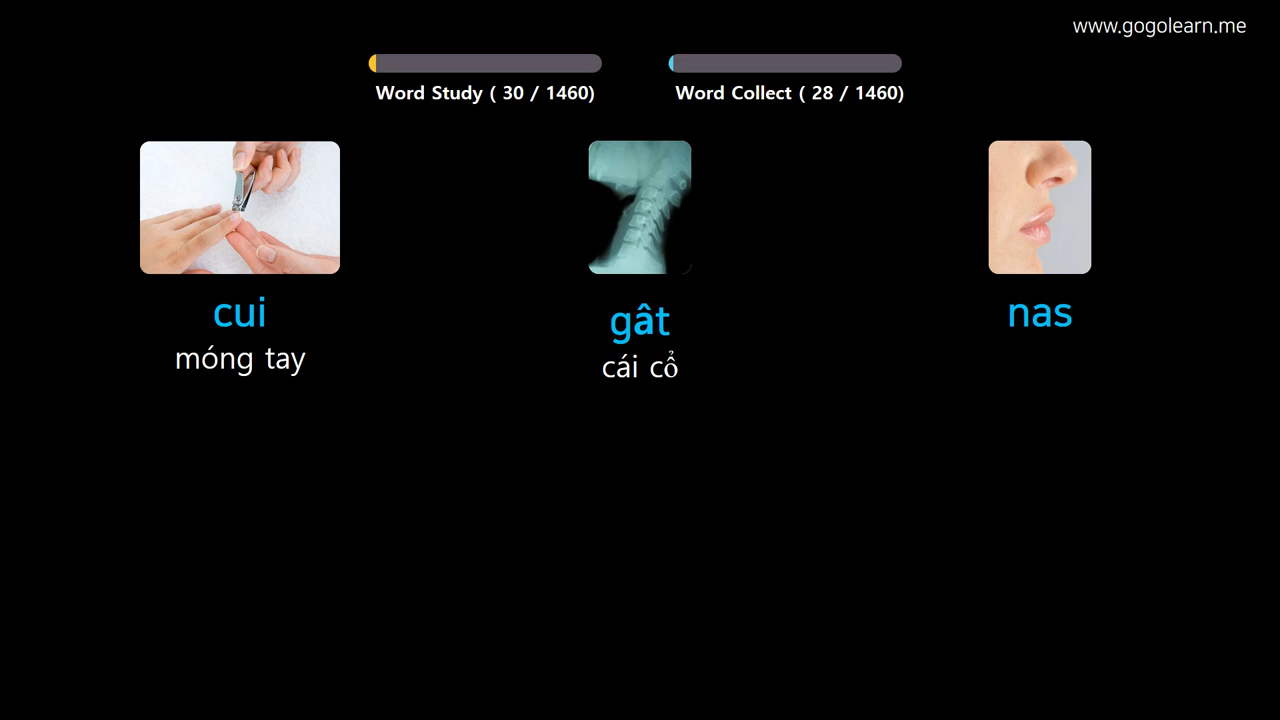 www.gogolearn.me
Word Study ( 30 / 1460)
Word Collect ( 28 / 1460)
cui
móng tay
gât
cái cổ
nas